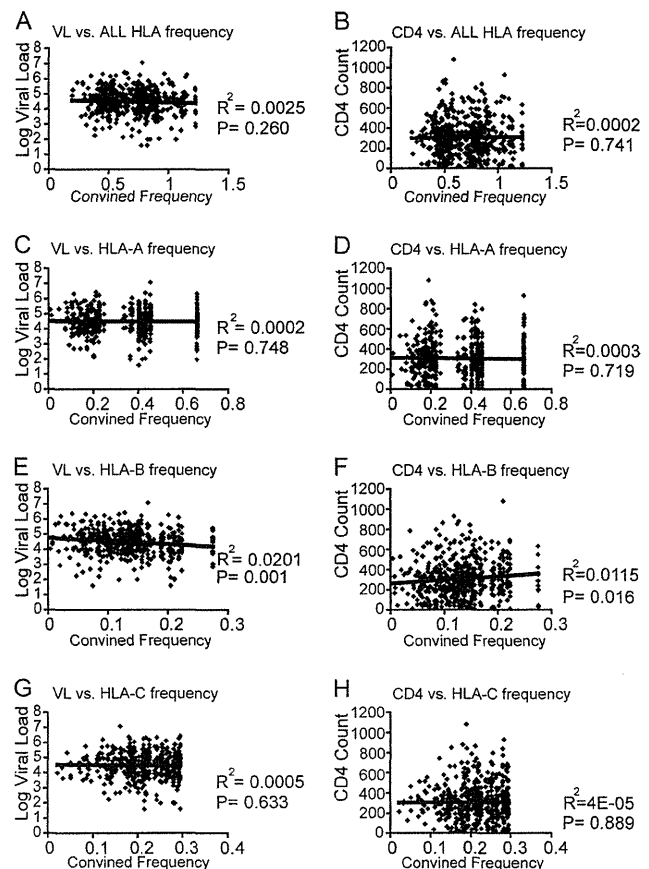 A
VL vs. ALL HLA frequency
Log Viral Load
8
7
6
5
4
3
2
1
0
0.5
1
1.5
Convined Frequency
R2 = 0.0025
P= 0.260
B
CD4 vs. ALL HLA frequency
CD4 Count
1200
1000
800
600
400
200
0
0
0.5
1
1.5
Convined Frequency
R2=0.0002
P= 0.741
C
VL vs. HLA-A frequency
Log Viral Load
8
7
6
5
4
3
2
1
0
0
0.2
0.4
0.6
0.8
Convined Frequency
R2 = 0.0002
P= 0.748
D
CD4 vs. HLA-A frequency
CD4 Count
1200
1000
800
600
400
200
0
0
0.2
0.4
0.6
0.8
Convined Frequency
R2=0.0003
P= 0.719
E
VL vs. HLA-B frequency
Log Viral Load
8
7
6
5
4
3
2
1
0
0
0.1
0.2
0.3
Convined Frequency
R2 = 0.0201
P= 0.001
F
CD4 vs. HLA-B frequency
CD4 Count
1200
1000
800
600
400
200
0
0
0.1
0.2
0.3
Convined Frequency
R2=0.0115
P= 0.016
G
VL vs. HLA-C frequency
Log Viral Load
8
7
6
5
4
3
2
1
0
0
0.1
0.2
0.3
0.4
Convined Frequency
R2 = 0.0005
P= 0.633
H
CD4 vs. HLA-C frequency
CD4 Count
1200
1000
800
600
400
200
0
0
0.1
0.2
0.3
0.4
Convined Frequency
R2=4E-05
P= 0.889